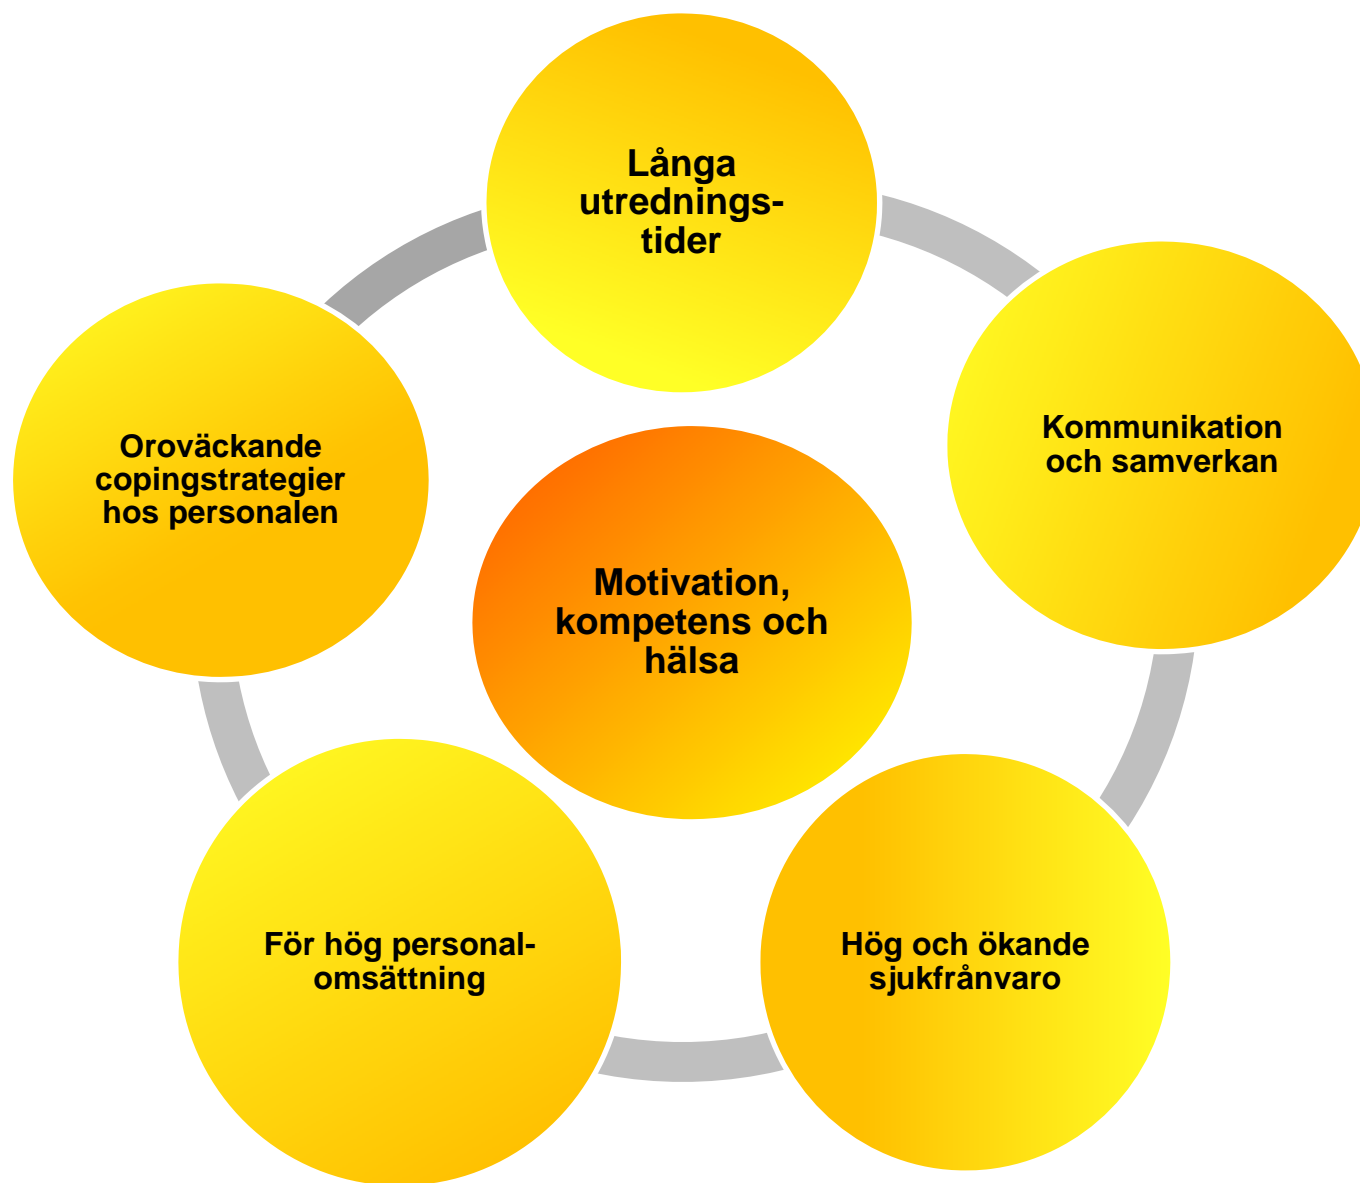 Långa
utrednings-
tider
Kommunikation
och samverkan
Oroväckande
copingstrategier
hos personalen
Motivation,
kompetens och
hälsa
För hög personal-
omsättning
Hög och ökande
sjukfrånvaro